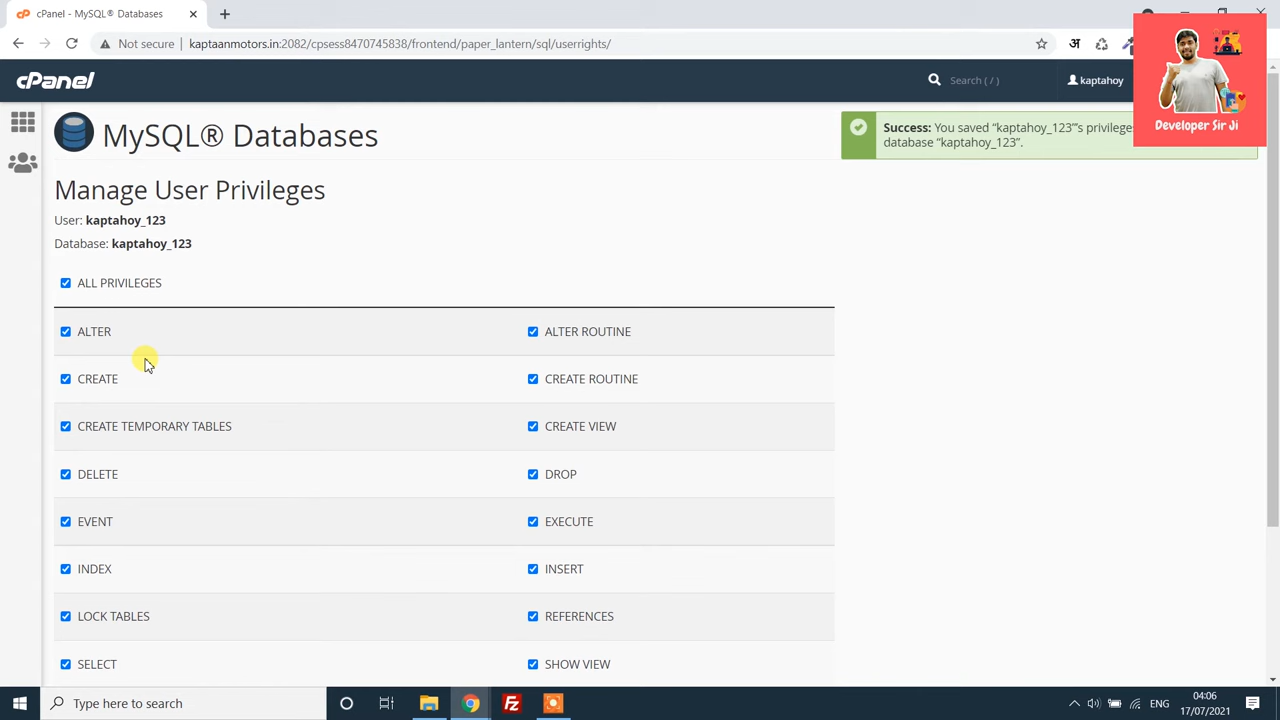 cPanel - MySQL® Databases
Not secure
kaptaanmotors.in:2082/cpsess8470745838/frontend/paper_lantern/sql/userrights/
अ
cPanel
Search ( / )
kaptahoy
Developer Sir Ji
MySQL® Databases
Success: You saved “kaptahoy_123”’s privileges
database “kaptahoy_123”.
Manage User Privileges
User: kaptahoy_123
Database: kaptahoy_123
ALL PRIVILEGES
ALTER
ALTER ROUTINE
CREATE
CREATE ROUTINE
CREATE TEMPORARY TABLES
CREATE VIEW
DELETE
DROP
EVENT
EXECUTE
INDEX
INSERT
LOCK TABLES
REFERENCES
SELECT
SHOW VIEW
Type here to search
ENG
04:06
17/07/2021